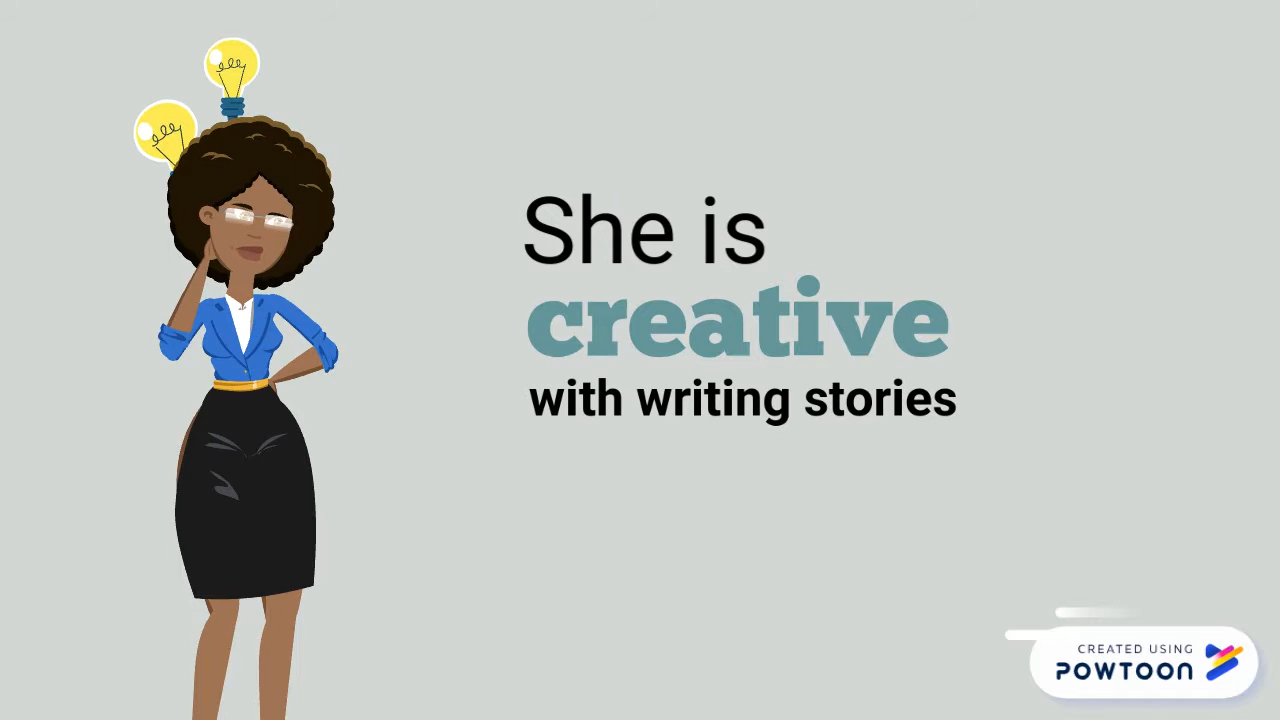 She is
creative
with writing stories
CREATED USING
POWTOON